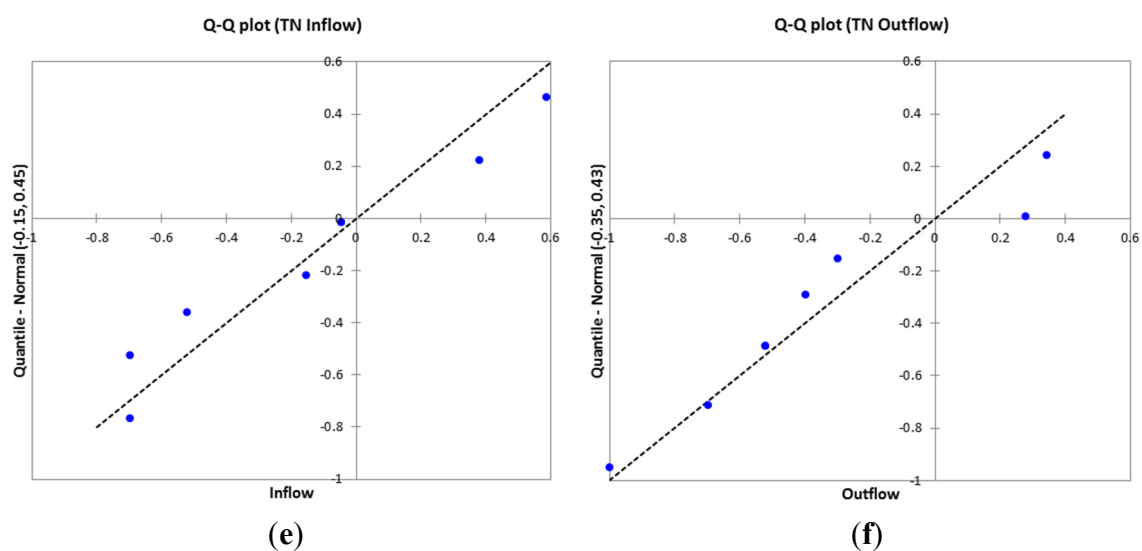 Q-Q plot (TN Inflow)
0.6
0.4
0.2
0
-1 -0.8 -0.6 -0.4 -0.2 0 0.2 0.4 0.6
-0.2
-0.4
-0.6
-0.8
-1
Quantile - Normal (-0.15, 0.45)
Inflow
(e)
Q-Q plot (TN Outflow)
0.6
0.4
0.2
0
-1 -0.8 -0.6 -0.4 -0.2 0 0.2 0.4 0.6
-0.2
-0.4
-0.6
-0.8
-1
Quantile - Normal (-0.35, 0.43)
Outflow
(f)